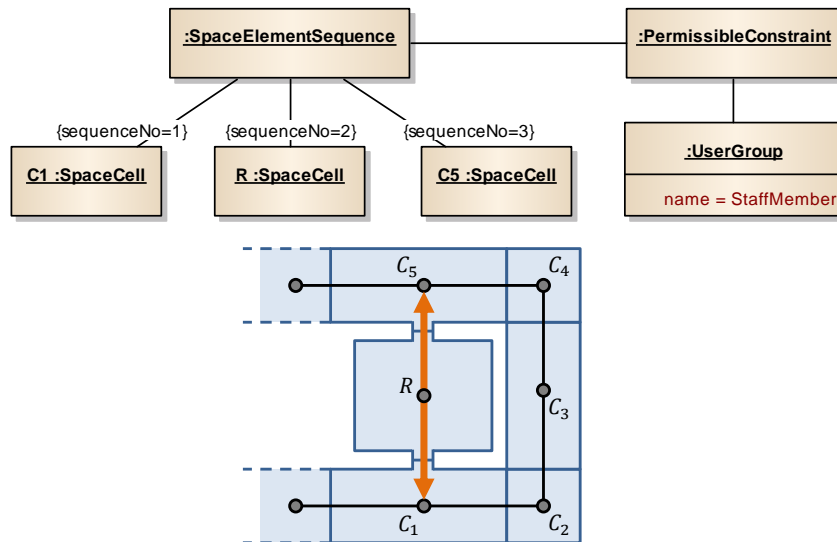 :SpaceElementSequence
:PermissibleConstraint
{sequenceNo=1}
{sequenceNo=2}
{sequenceNo=3}
C1 :SpaceCell
R :SpaceCell
C5 :SpaceCell
:UserGroup
name = StaffMember
C₅
C₄
R
C₃
C₁
C₂